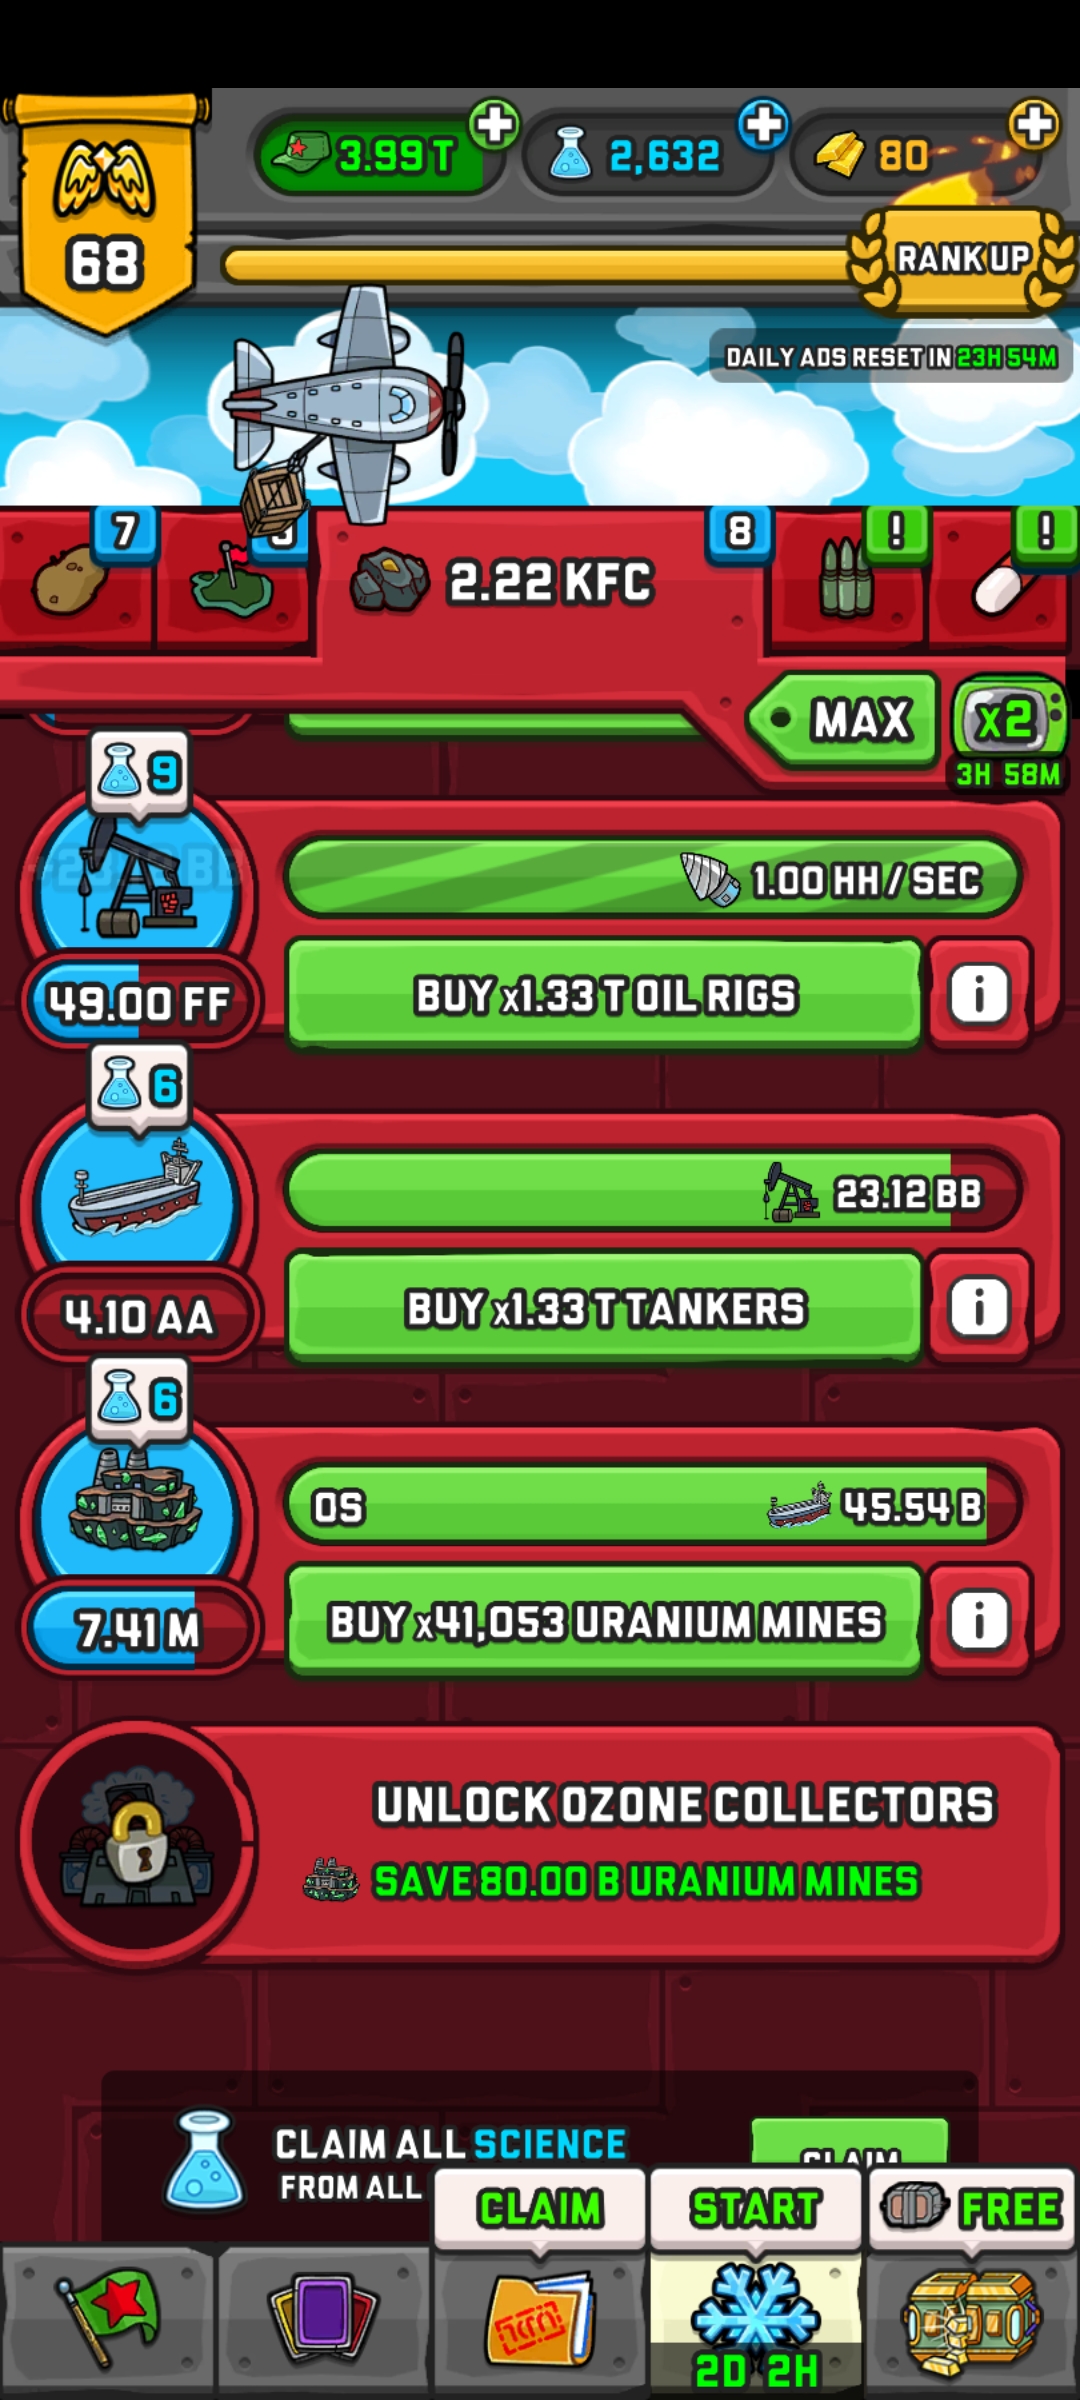 3.99 T
2,632
80
68
RANK UP
DAILY ADS RESET IN 23H 54M
7
8
!
!
2.22 KFC
MAX
x2
3H 58M
9
1.00 HH / SEC
49.00 FF
BUY x1.33 T OIL RIGS
i
6
23.12 BB
4.10 AA
BUY x1.33 T TANKERS
i
6
0S
45.54 B
7.41 M
BUY x41,053 URANIUM MINES
i
UNLOCK OZONE COLLECTORS
SAVE 80.00 B URANIUM MINES
CLAIM ALL SCIENCE
CLAIM
FROM ALL
CLAIM
START
FREE
2D 2H